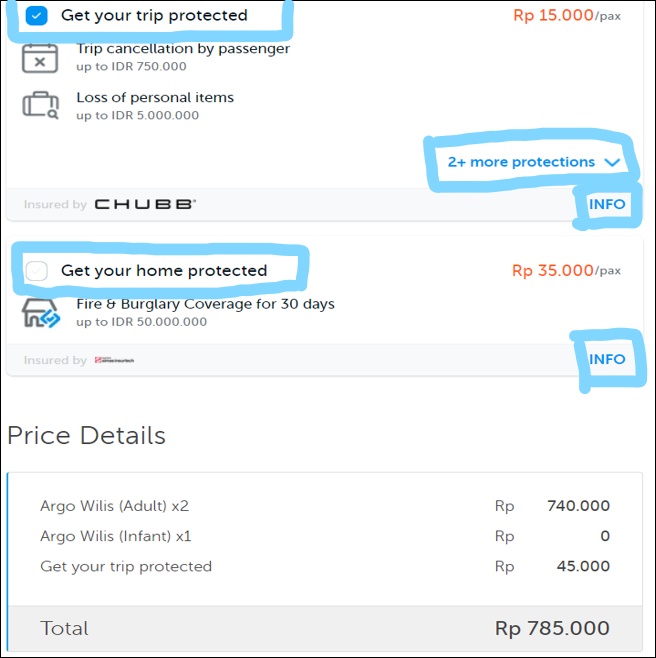 Get your trip protected Rp 15.000/pax
Trip cancellation by passenger
up to IDR 750.000
Loss of personal items
up to IDR 5.000.000
2+ more protections
Insured by CHUBB INFO
Get your home protected Rp 35.000/pax
Fire & Burglary Coverage for 30 days
up to IDR 50.000.000
Insured by INFO
Price Details
Argo Wilis (Adult) x2 Rp 740.000
Argo Wilis (Infant) x1 Rp 0
Get your trip protected Rp 45.000
Total Rp 785.000